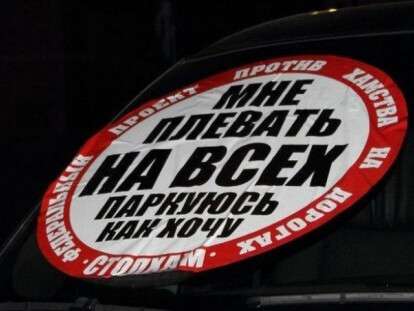 ФЕДЕРАЛЬНЫЙ ПРОЕКТ ПРОТИВ ХАМСТВА НА ДОРОГАХ
МНЕ
ПЛЕВАТЬ
НА ВСЕХ
ПАРКУЮСЬ
КАК ХОЧУ
·СТОПХАМ·